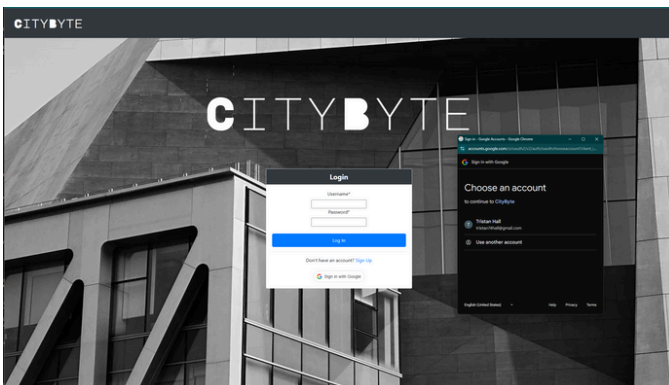 CITYBYTE
CITYBYTE
Sign in - Google Accounts - Google Chrome
Sign in with Google
Choose an account
to continue to CityByte
Tristan Hall
Use another account
English (United States)
Help Privacy Terms
Login
Username*
Password*
Log In
Don't have an account? Sign Up
Sign in with Google